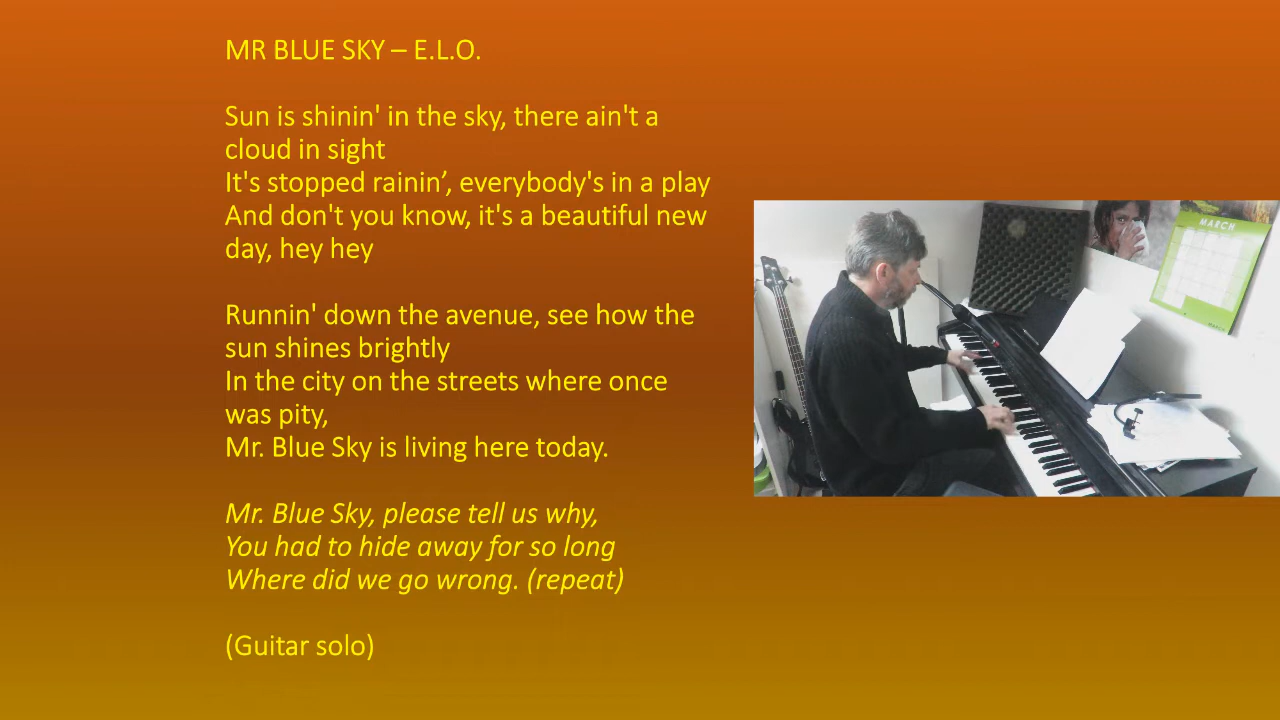 MR BLUE SKY – E.L.O.
Sun is shinin' in the sky, there ain't a
cloud in sight
It's stopped rainin’, everybody's in a play
And don't you know, it's a beautiful new
day, hey hey
Runnin' down the avenue, see how the
sun shines brightly
In the city on the streets where once
was pity,
Mr. Blue Sky is living here today.
Mr. Blue Sky, please tell us why,
You had to hide away for so long
Where did we go wrong. (repeat)
(Guitar solo)
MARCH